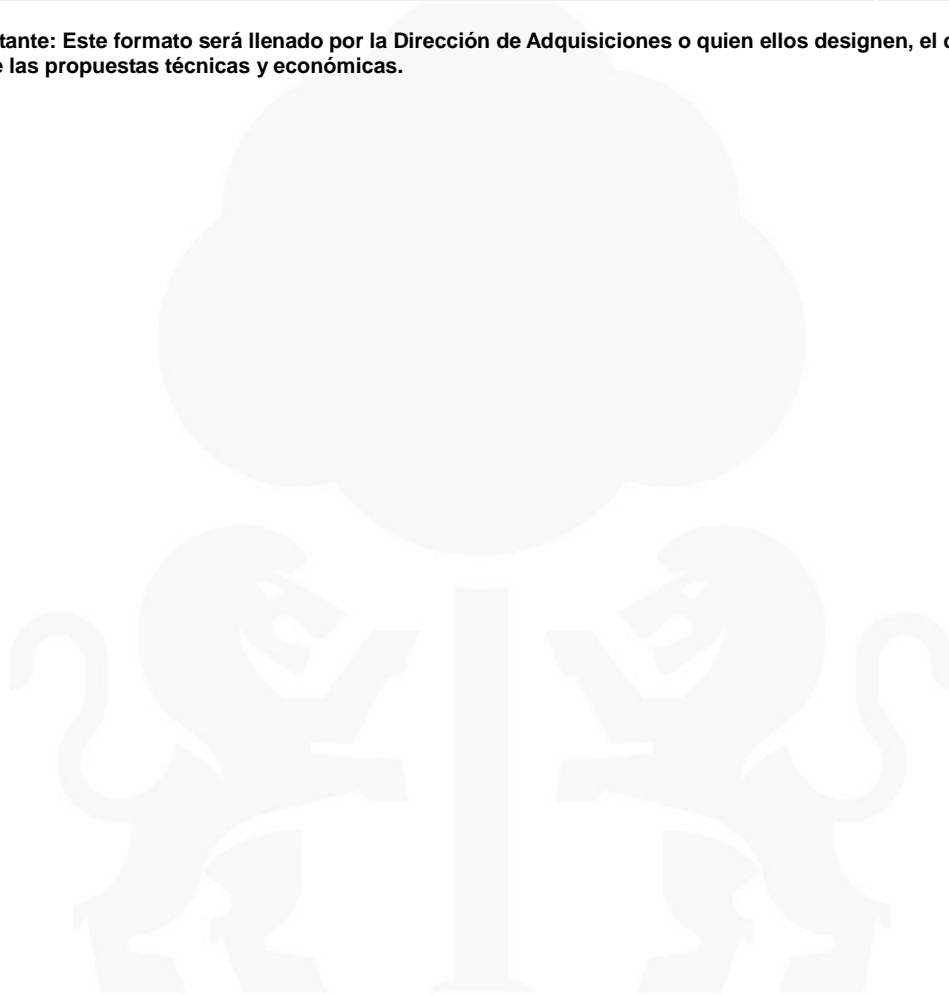 tante: Este formato será llenado por la Dirección de Adquisiciones o quien ellos designen, el
las propuestas técnicas y económicas.